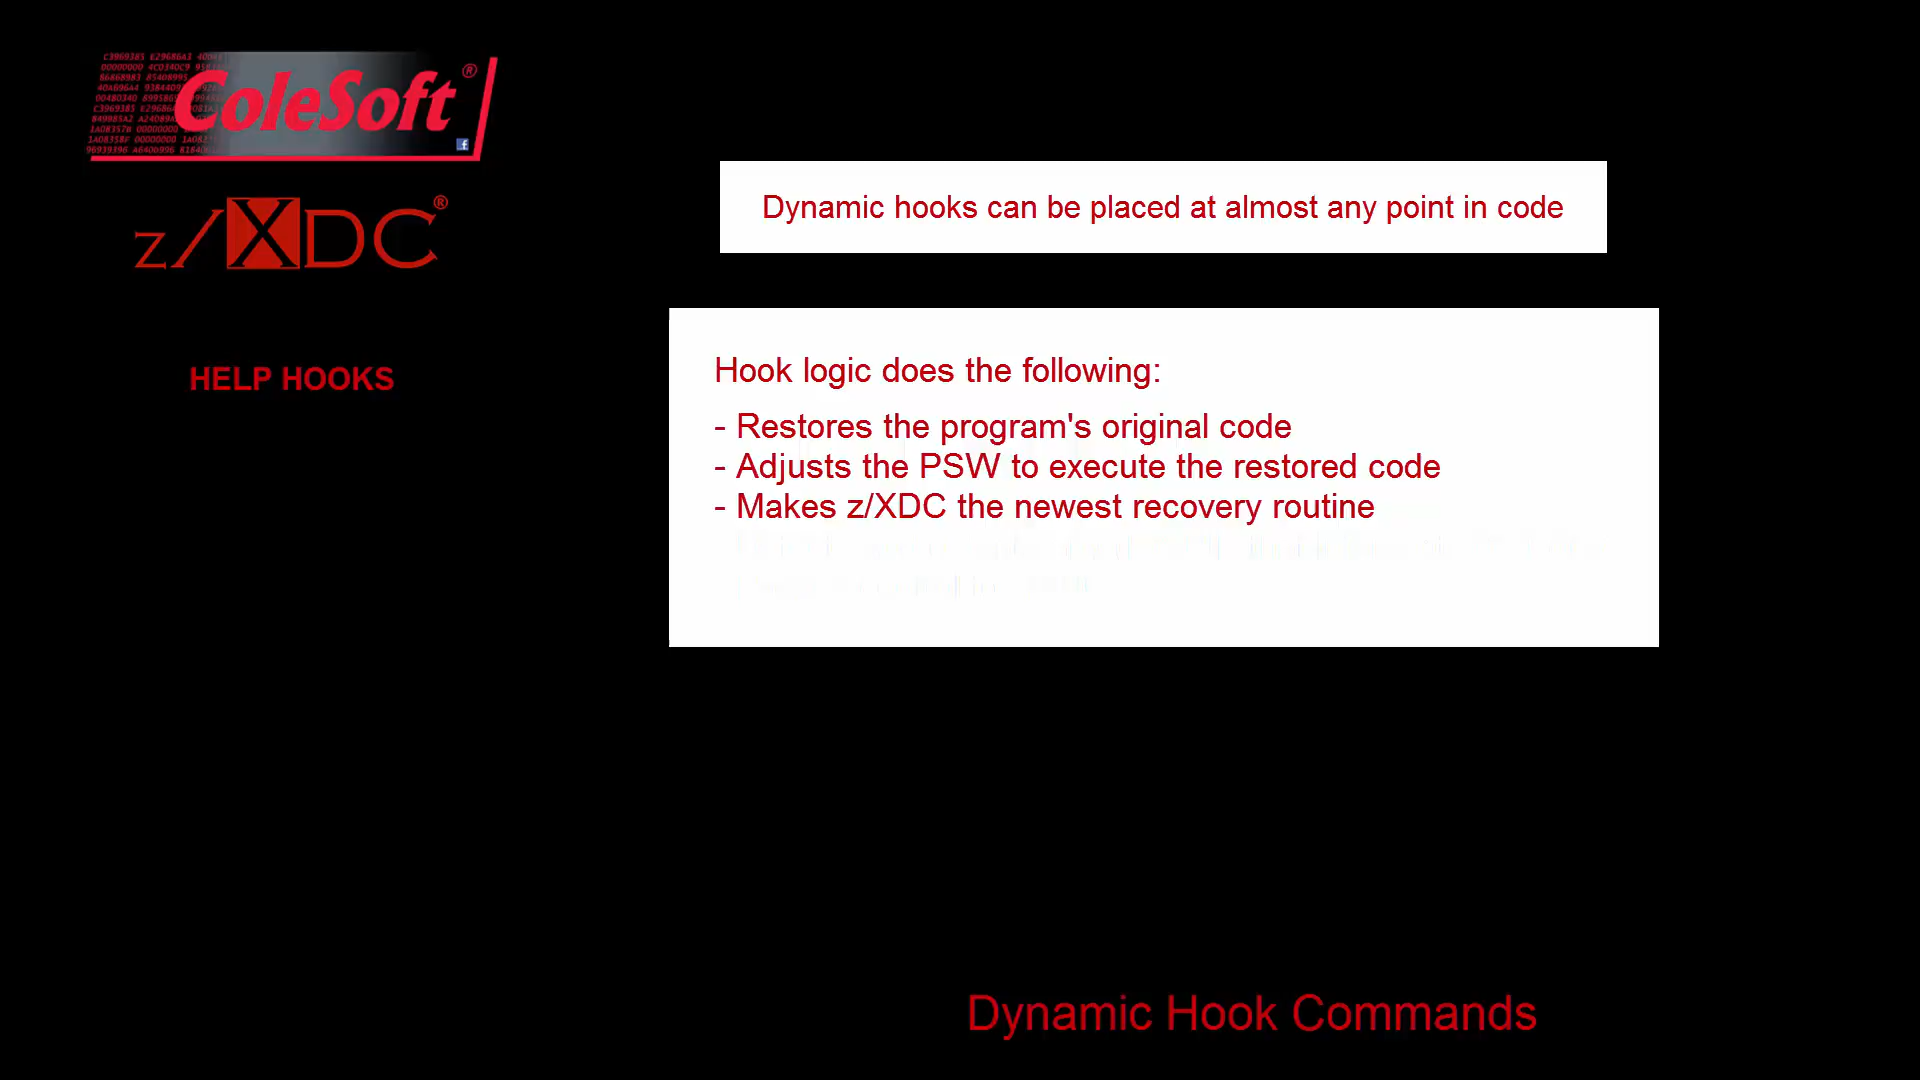 ColeSoft®
z/XDC®
HELP HOOKS
Dynamic hooks can be placed at almost any point in code
Hook logic does the following:
- Restores the program's original code
- Adjusts the PSW to execute the restored code
- Makes z/XDC the newest recovery routine
Dynamic Hook Commands